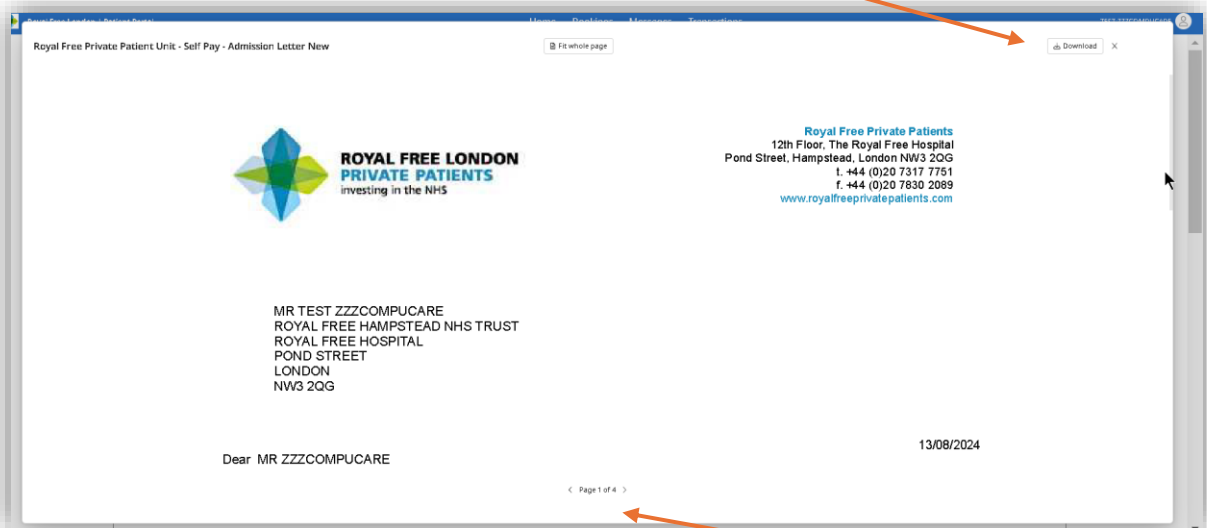 Home Bookings Messages Transactions
Royal Free Private Patient Unit - Self Pay - Admission Letter New
Fit whole page
Download X
ROYAL FREE LONDON
PRIVATE PATIENTS
investing in the NHS
Royal Free Private Patients
12th Floor, The Royal Free Hospital
Pond Street, Hampstead, London NW3 2QG
t. +44 (0)20 7317 7751
f. +44 (0)20 7830 2089
www.royalfreeprivatepatients.com
MR TEST ZZZCOMPUCARE
ROYAL FREE HAMPSTEAD NHS TRUST
ROYAL FREE HOSPITAL
POND STREET
LONDON
NW3 2QG
13/08/2024
Dear MR ZZZCOMPUCARE
< Page 1 of 4 >